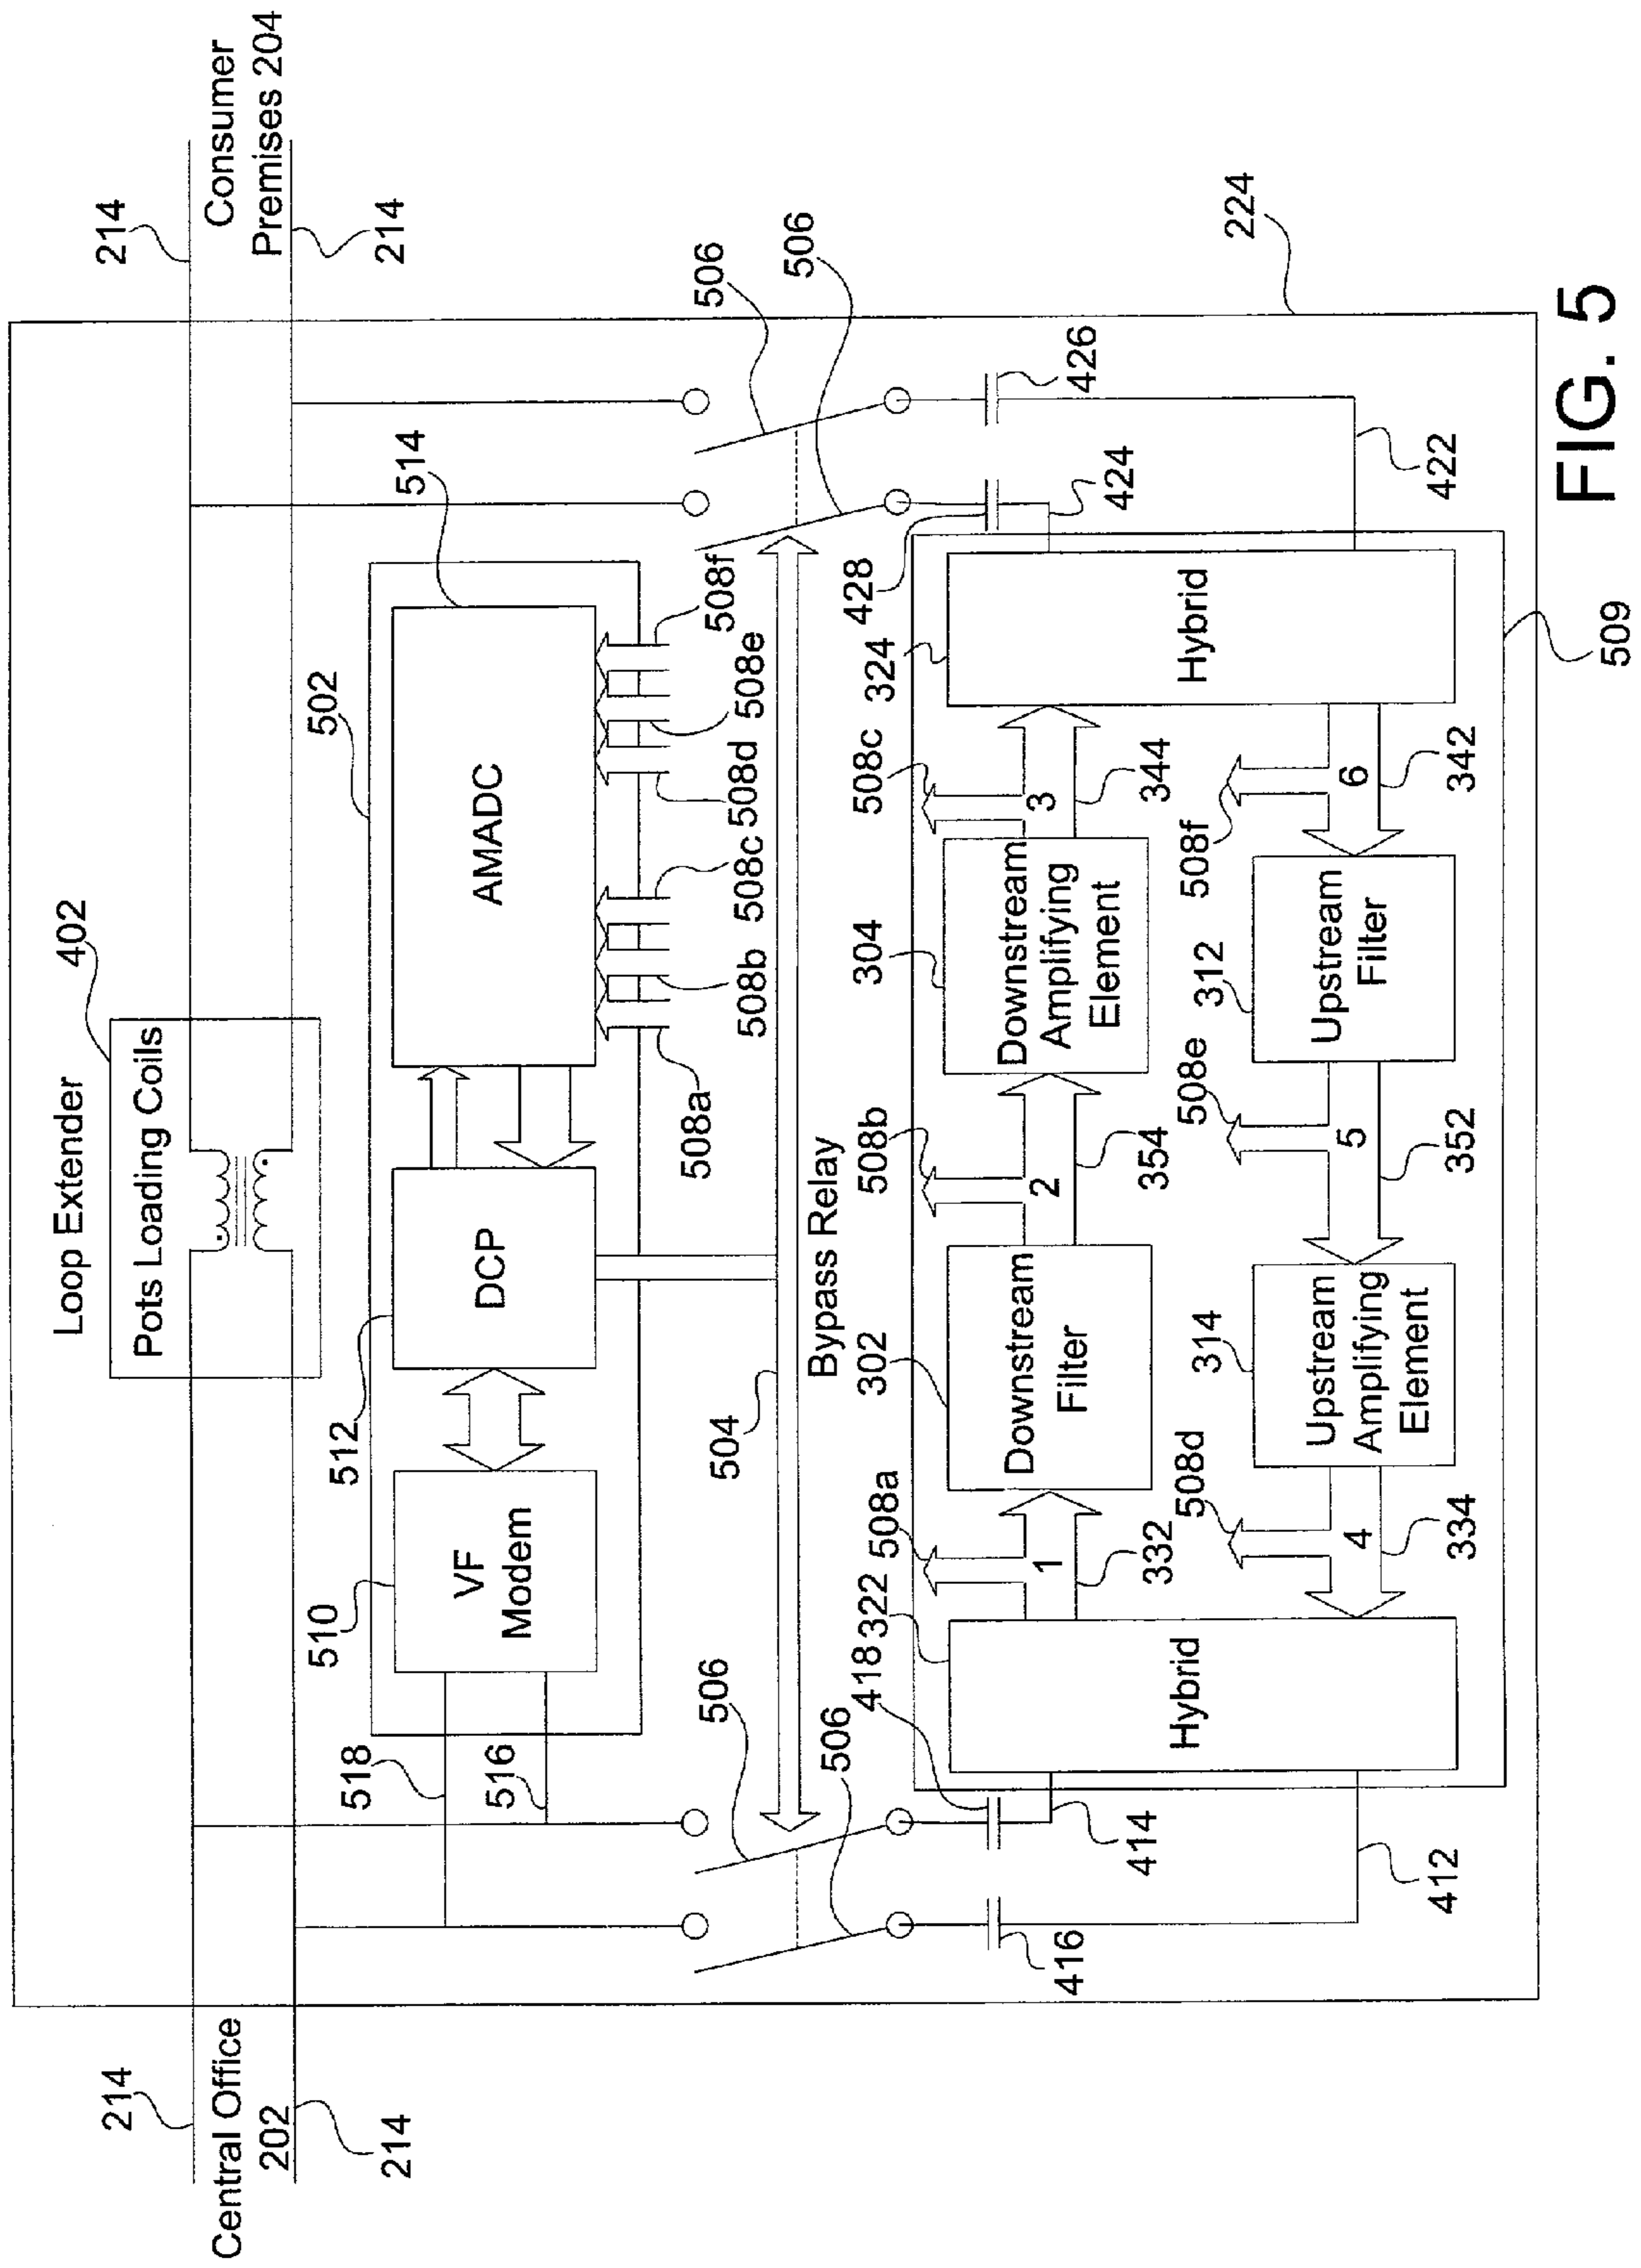 Loop Extender
402
Pots Loading Coils
214
214
Central Office
202
214
Consumer
Premises 204
214
502
510
VF
Modem
512
DCP
514
AMADC
518
516
508a
508b
508c
508d
508e
508f
506
506
504
Bypass Relay
506
506
416
418
414
412
426
428
424
422
224
322
Hybrid
508a
1
332
302
Downstream
Filter
508b
2
354
304
Downstream
Amplifying
Element
508c
3
344
324
Hybrid
508d
4
334
314
Upstream
Amplifying
Element
508e
5
352
312
Upstream
Filter
508f
6
342
509
FIG. 5